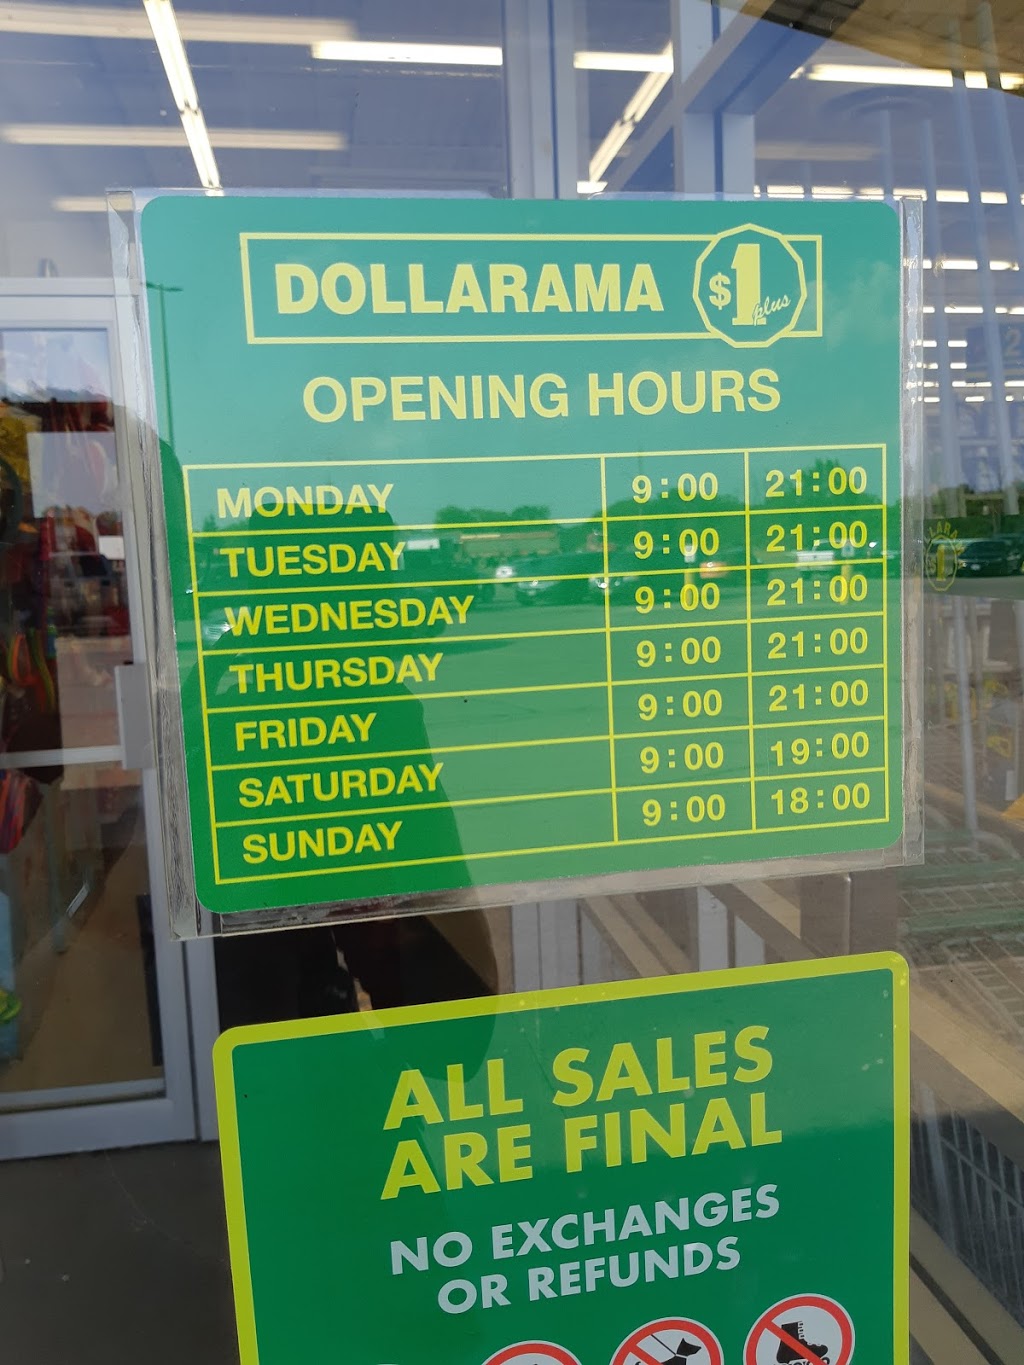 DOLLARAMA $1 plus
OPENING HOURS
MONDAY 9:00 21:00
TUESDAY 9:00 21:00
WEDNESDAY 9:00 21:00
THURSDAY 9:00 21:00
FRIDAY 9:00 21:00
SATURDAY 9:00 19:00
SUNDAY 9:00 18:00
ALL SALES
ARE FINAL
NO EXCHANGES
OR REFUNDS